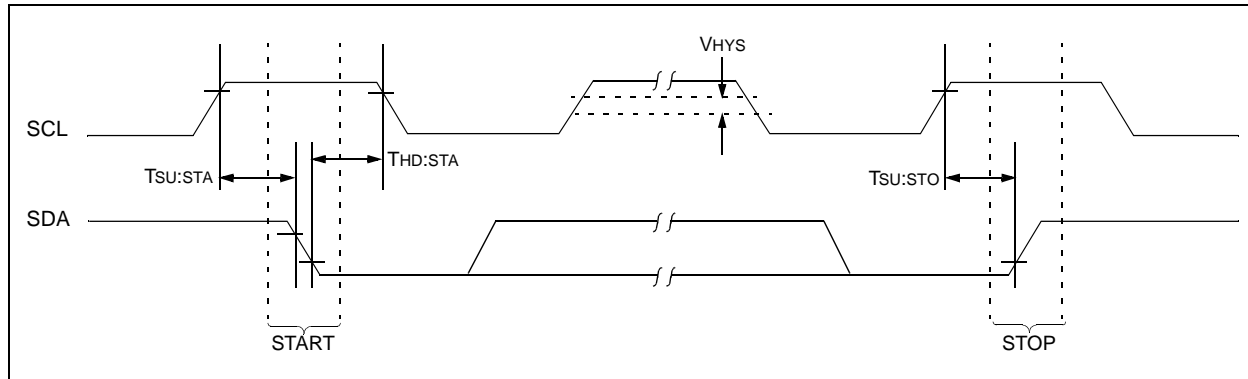 VHYS
SCL
THD:STA
TSU:STA
TSU:STO
SDA
START
STOP